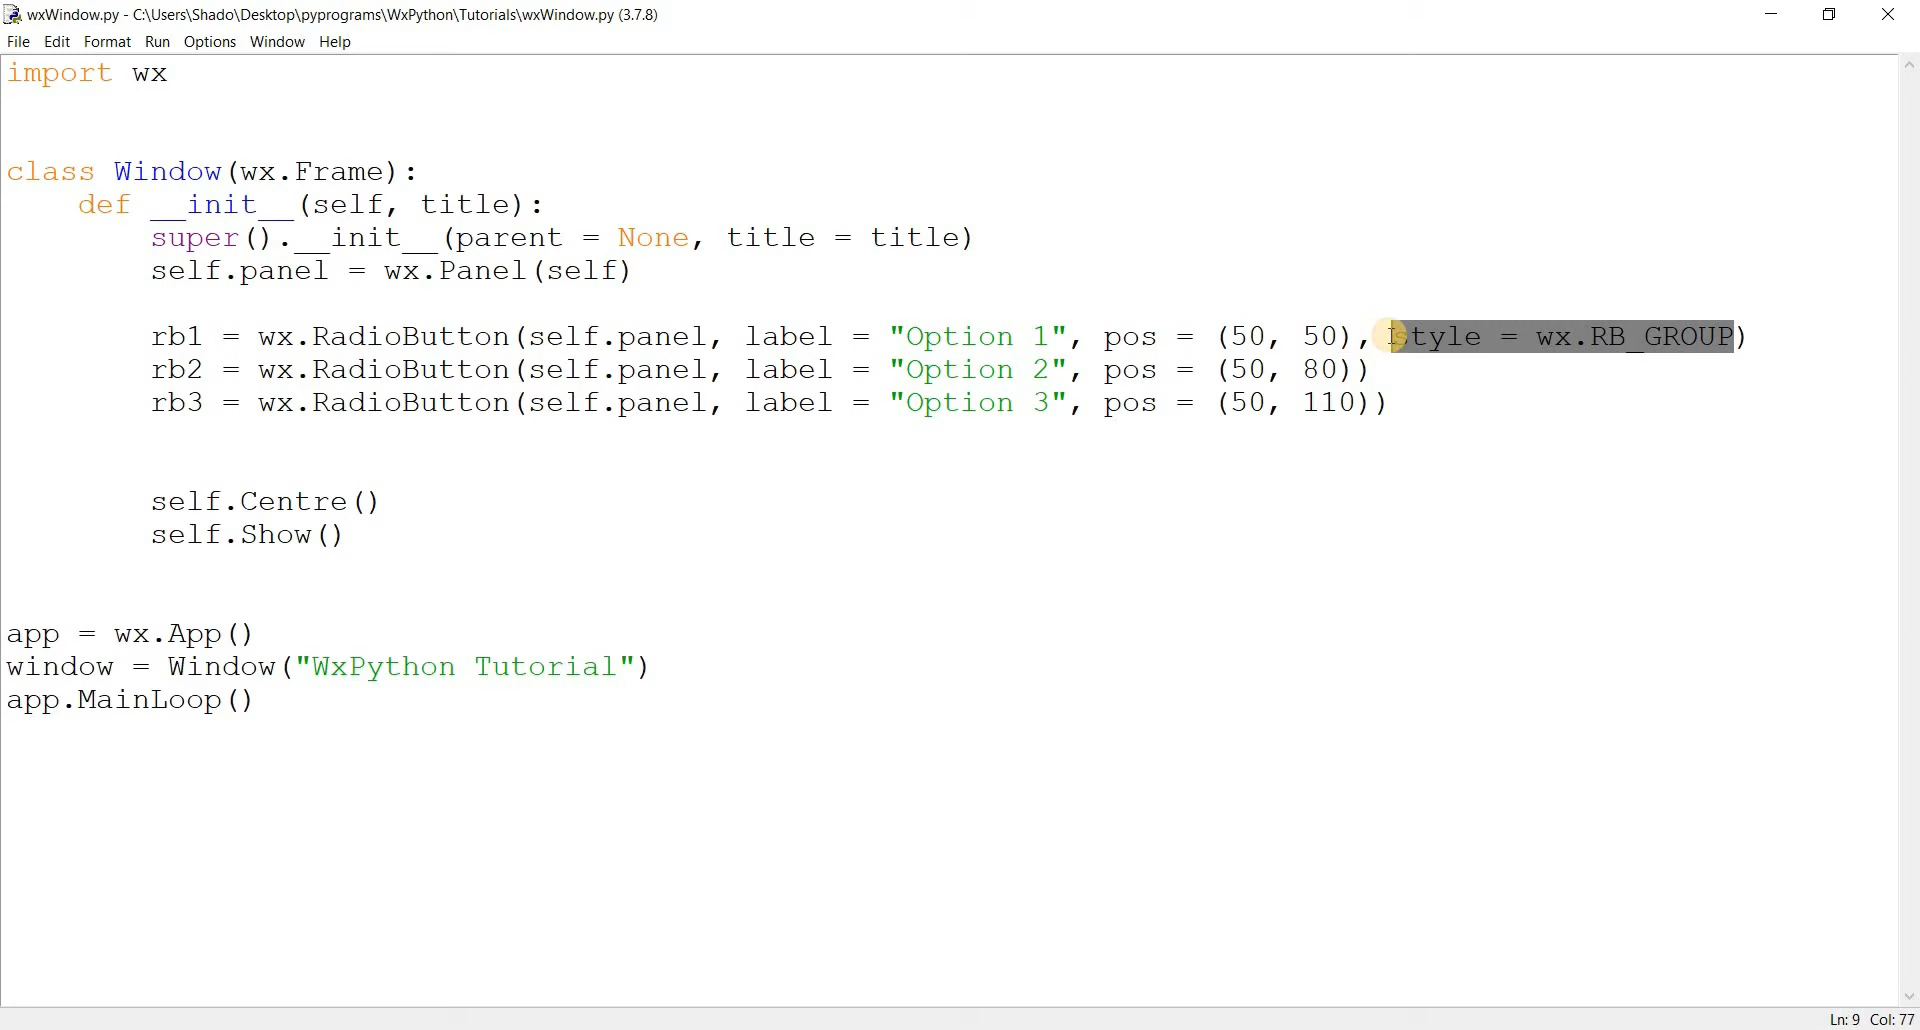 wxWindow.py - C:\Users\Shado\Desktop\pyprograms\WxPython\Tutorials\wxWindow.py (3.7.8)
File Edit Format Run Options Window Help
import wx
class Window(wx.Frame):
    def __init__(self, title):
        super().__init__(parent = None, title = title)
        self.panel = wx.Panel(self)
        rb1 = wx.RadioButton(self.panel, label = "Option 1", pos = (50, 50), style = wx.RB_GROUP)
        rb2 = wx.RadioButton(self.panel, label = "Option 2", pos = (50, 80))
        rb3 = wx.RadioButton(self.panel, label = "Option 3", pos = (50, 110))
        self.Centre()
        self.Show()
app = wx.App()
window = Window("WxPython Tutorial")
app.MainLoop()
Ln: 9 Col: 77